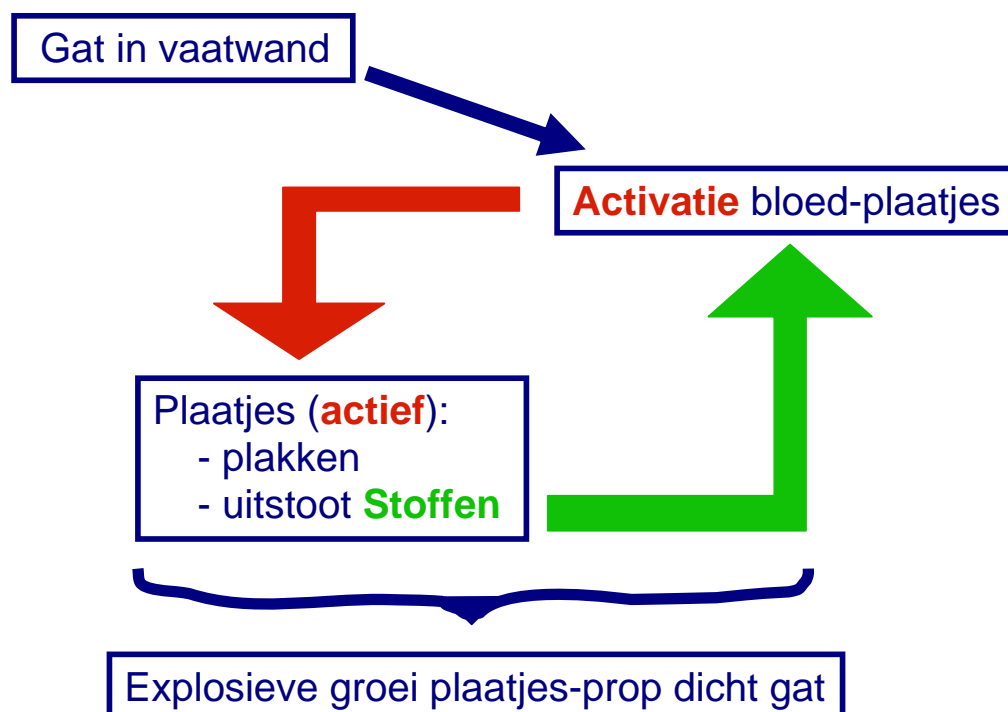 Gat in vaatwand
Activatie bloed-plaatjes
Plaatjes (actief):
- plakken
- uitstoot Stoffen
Explosieve groei plaatjes-prop dicht gat